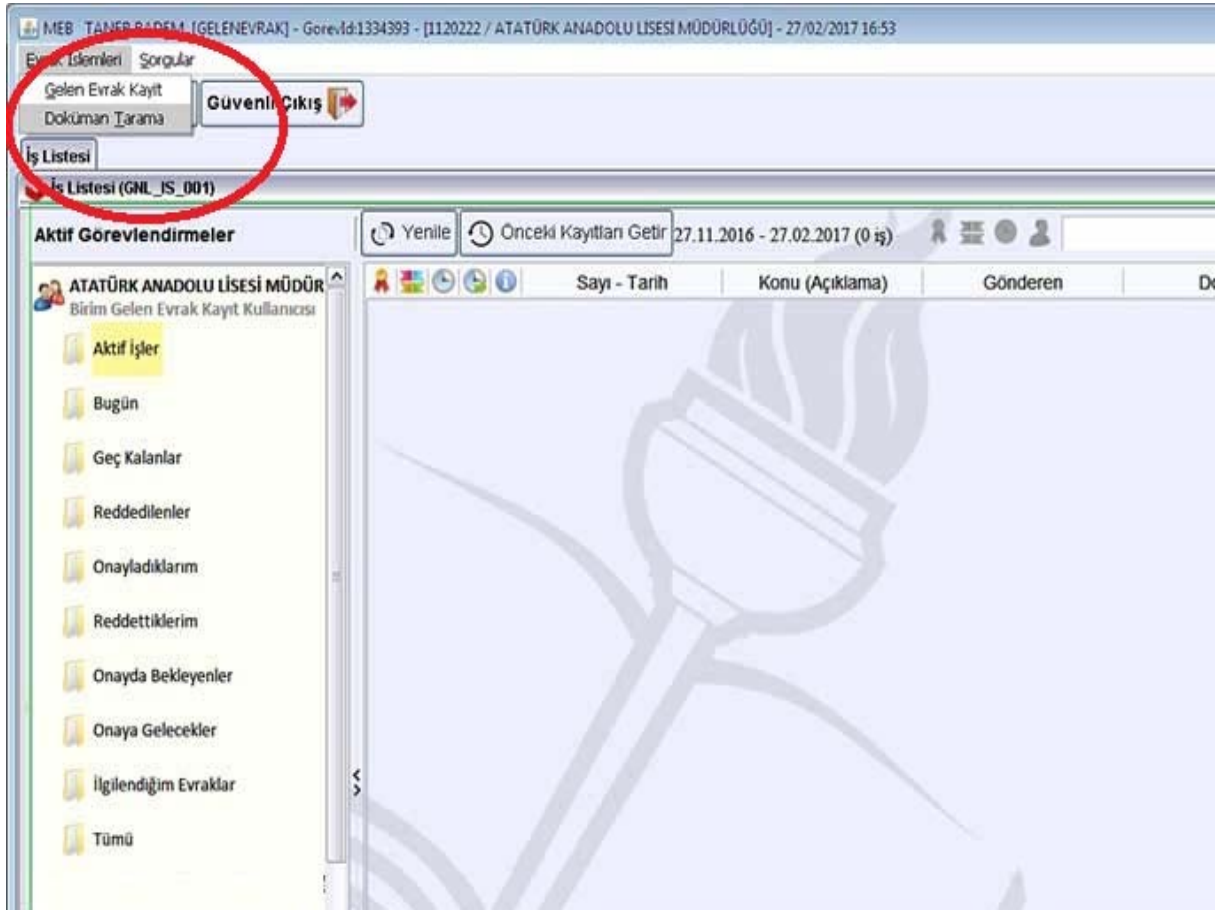 MEB TANER BADEM [GELENEVRAK] - GorevId:1334393 - [1120222 / ATATÜRK ANADOLU LİSESİ MÜDÜRLÜĞÜ] - 27/02/2017 16:53
Evrak İşlemleri Sorgular
Gelen Evrak Kayit
Doküman Tarama
Güvenli Çıkış
İş Listesi
İş Listesi (GNL_IS_001)
Aktif Görevlendirmeler
Yenile Önceki Kayıtları Getir 27.11.2016 - 27.02.2017 (0 iş)
ATATÜRK ANADOLU LİSESİ MÜDÜR
Birim Gelen Evrak Kayıt Kullanıcısı
Sayı - Tarih Konu (Açıklama) Gönderen Do
Aktif İşler
Bugün
Geç Kalanlar
Reddedilenler
Onayladıklarım
Reddettiklerim
Onayda Bekleyenler
Onaya Gelecekler
İlgilendiğim Evraklar
Tümü